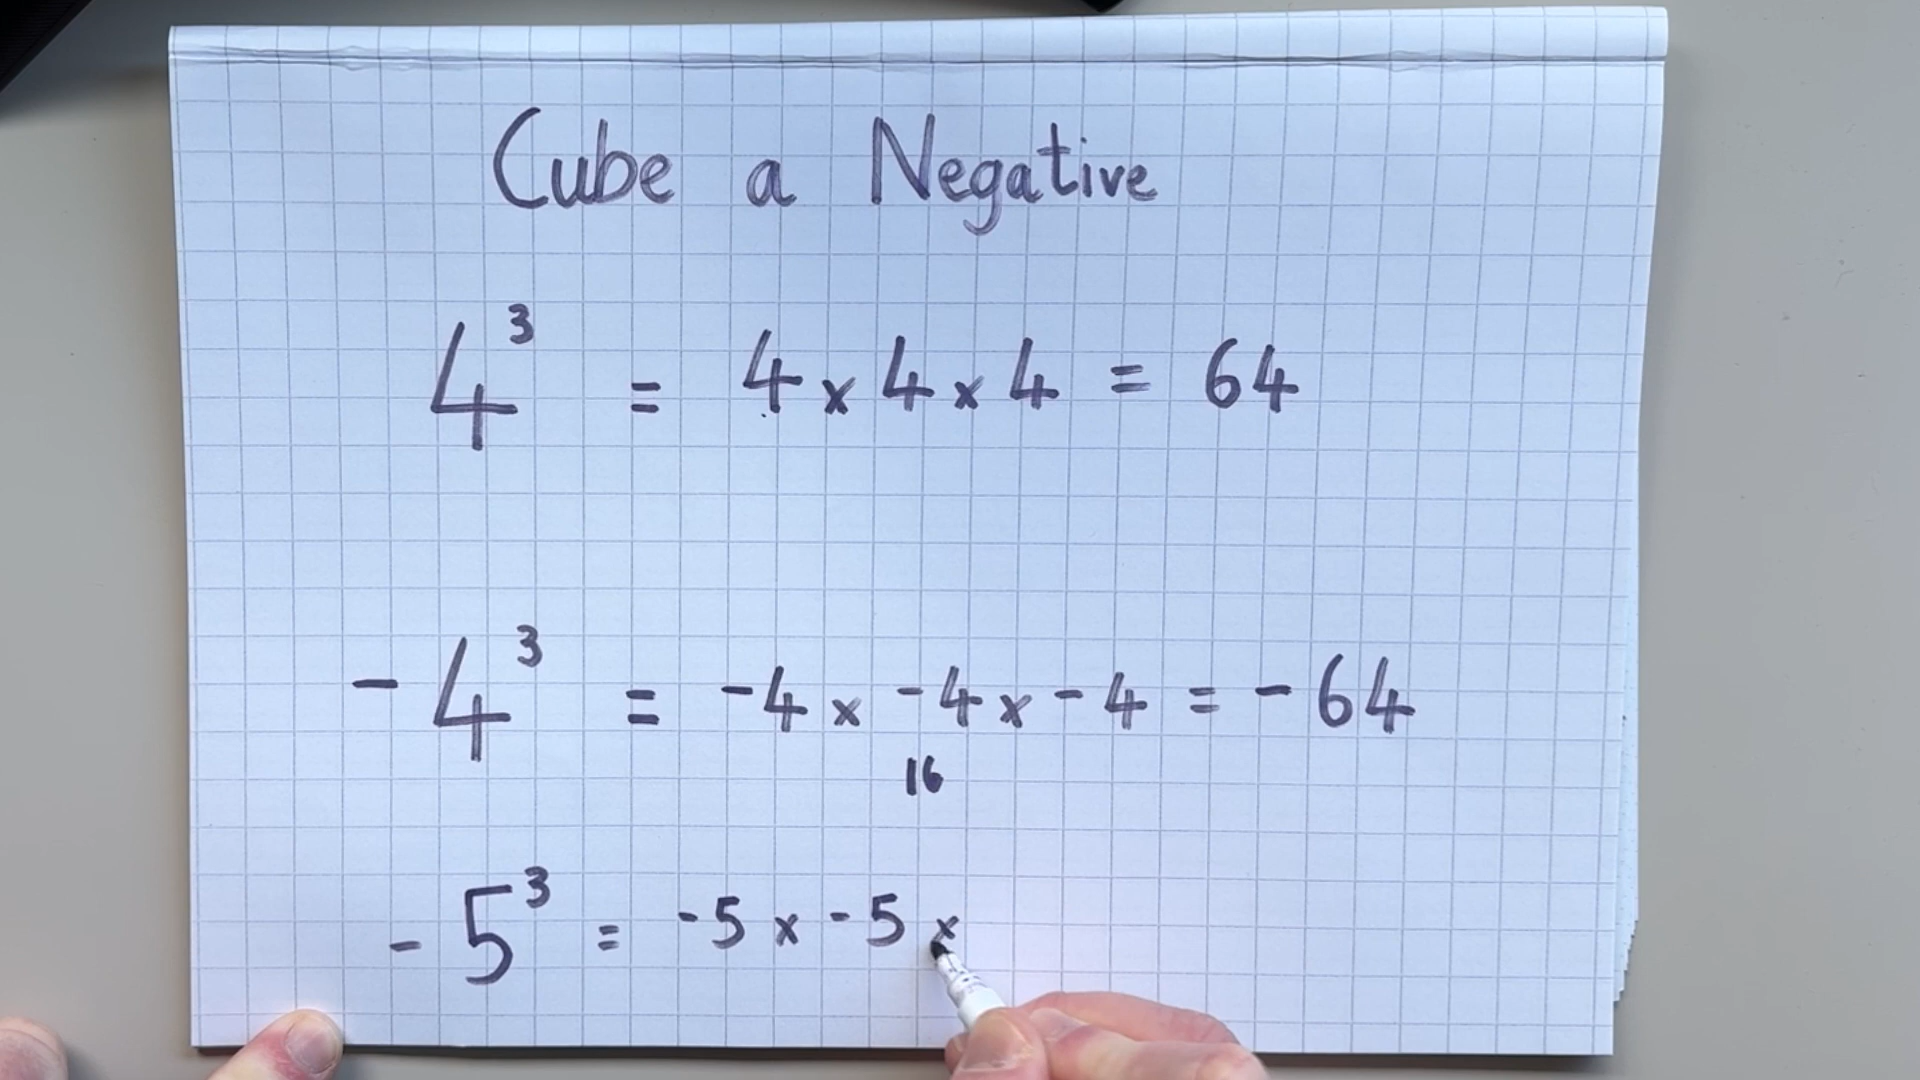 Cube a Negative
4³ = 4 x 4 x 4 = 64
-4³ = -4 x -4 x -4 = -64
16
-5³ = -5 x -5 x